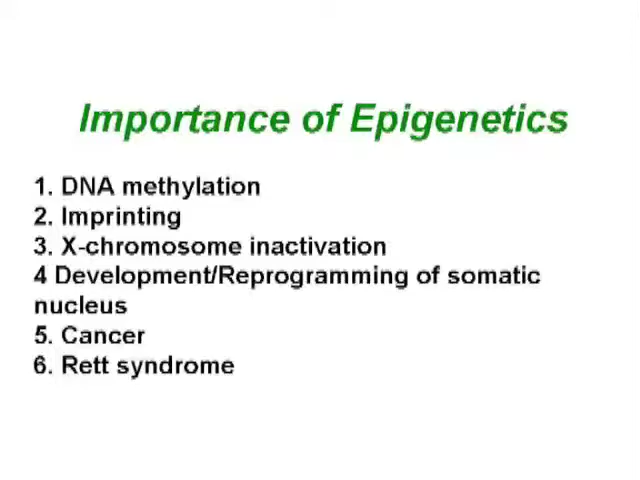 Importance of Epigenetics
1. DNA methylation
2. Imprinting
3. X-chromosome inactivation
4 Development/Reprogramming of somatic
nucleus
5. Cancer
6. Rett syndrome